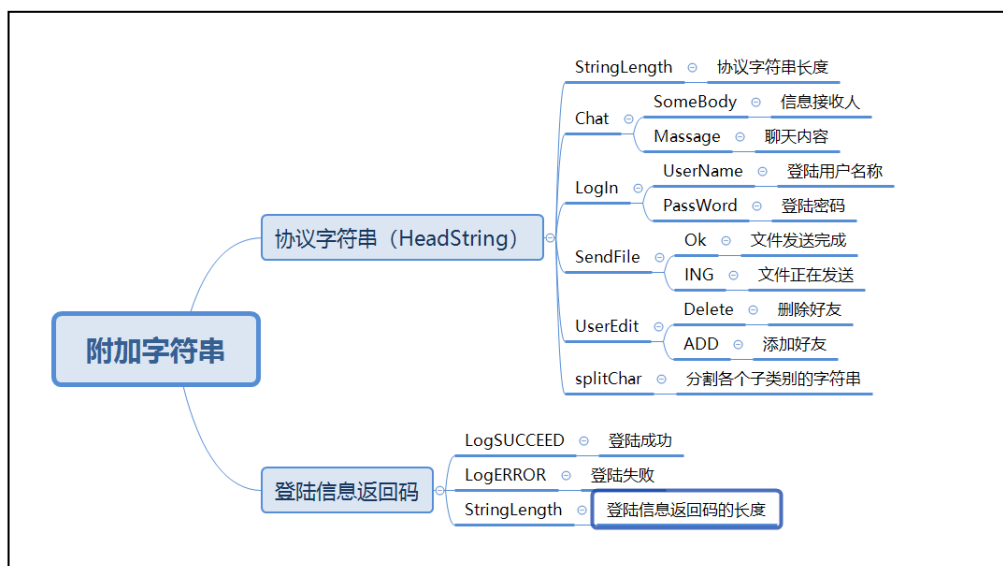 附加字符串
协议字符串（HeadString）
StringLength 协议字符串长度
Chat
SomeBody 信息接收人
Massage 聊天内容
LogIn
UserName 登陆用户名称
PassWord 登陆密码
SendFile
Ok 文件发送完成
ING 文件正在发送
UserEdit
Delete 删除好友
ADD 添加好友
splitChar 分割各个子类别的字符串
登陆信息返回码
LogSUCCEED 登陆成功
LogERROR 登陆失败
StringLength 登陆信息返回码的长度